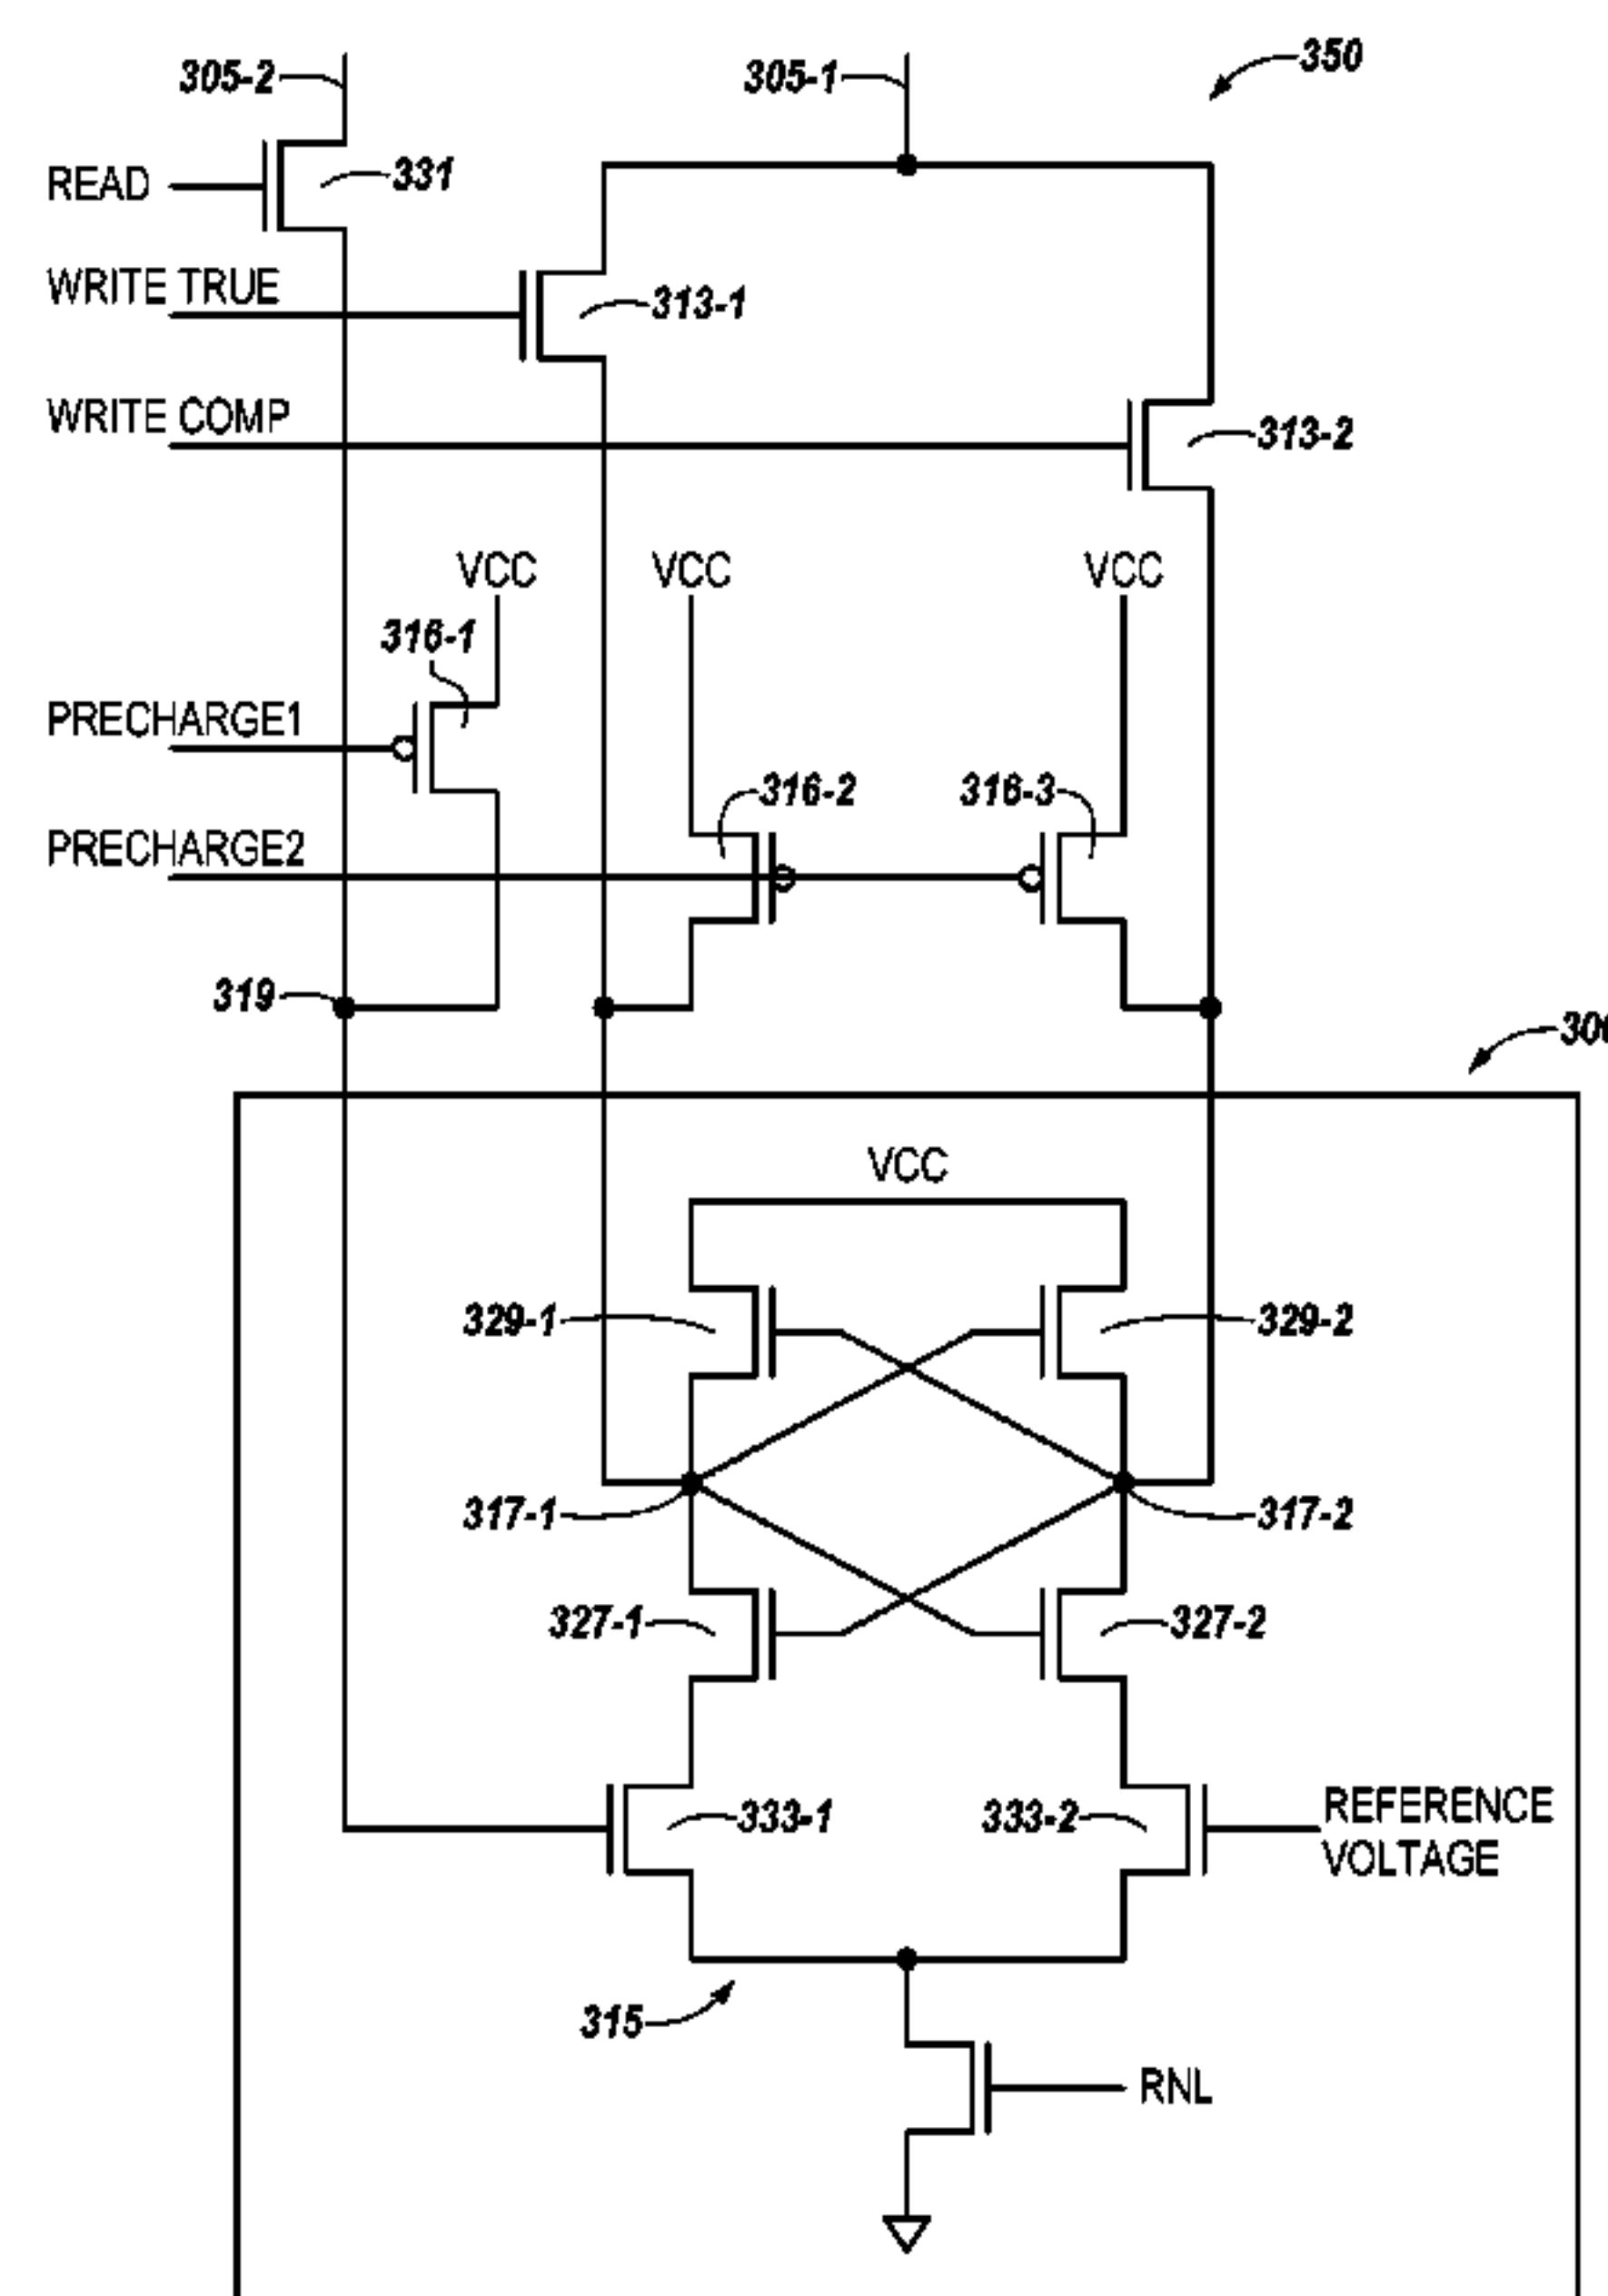 305-2
305-1
350
READ
331
WRITE TRUE
313-1
WRITE COMP
313-2
VCC
VCC
VCC
316-1
PRECHARGE1
316-2
316-3
PRECHARGE2
319
VCC
329-1
329-2
317-1
317-2
327-1
327-2
333-1
333-2
REFERENCE
VOLTAGE
315
RNL